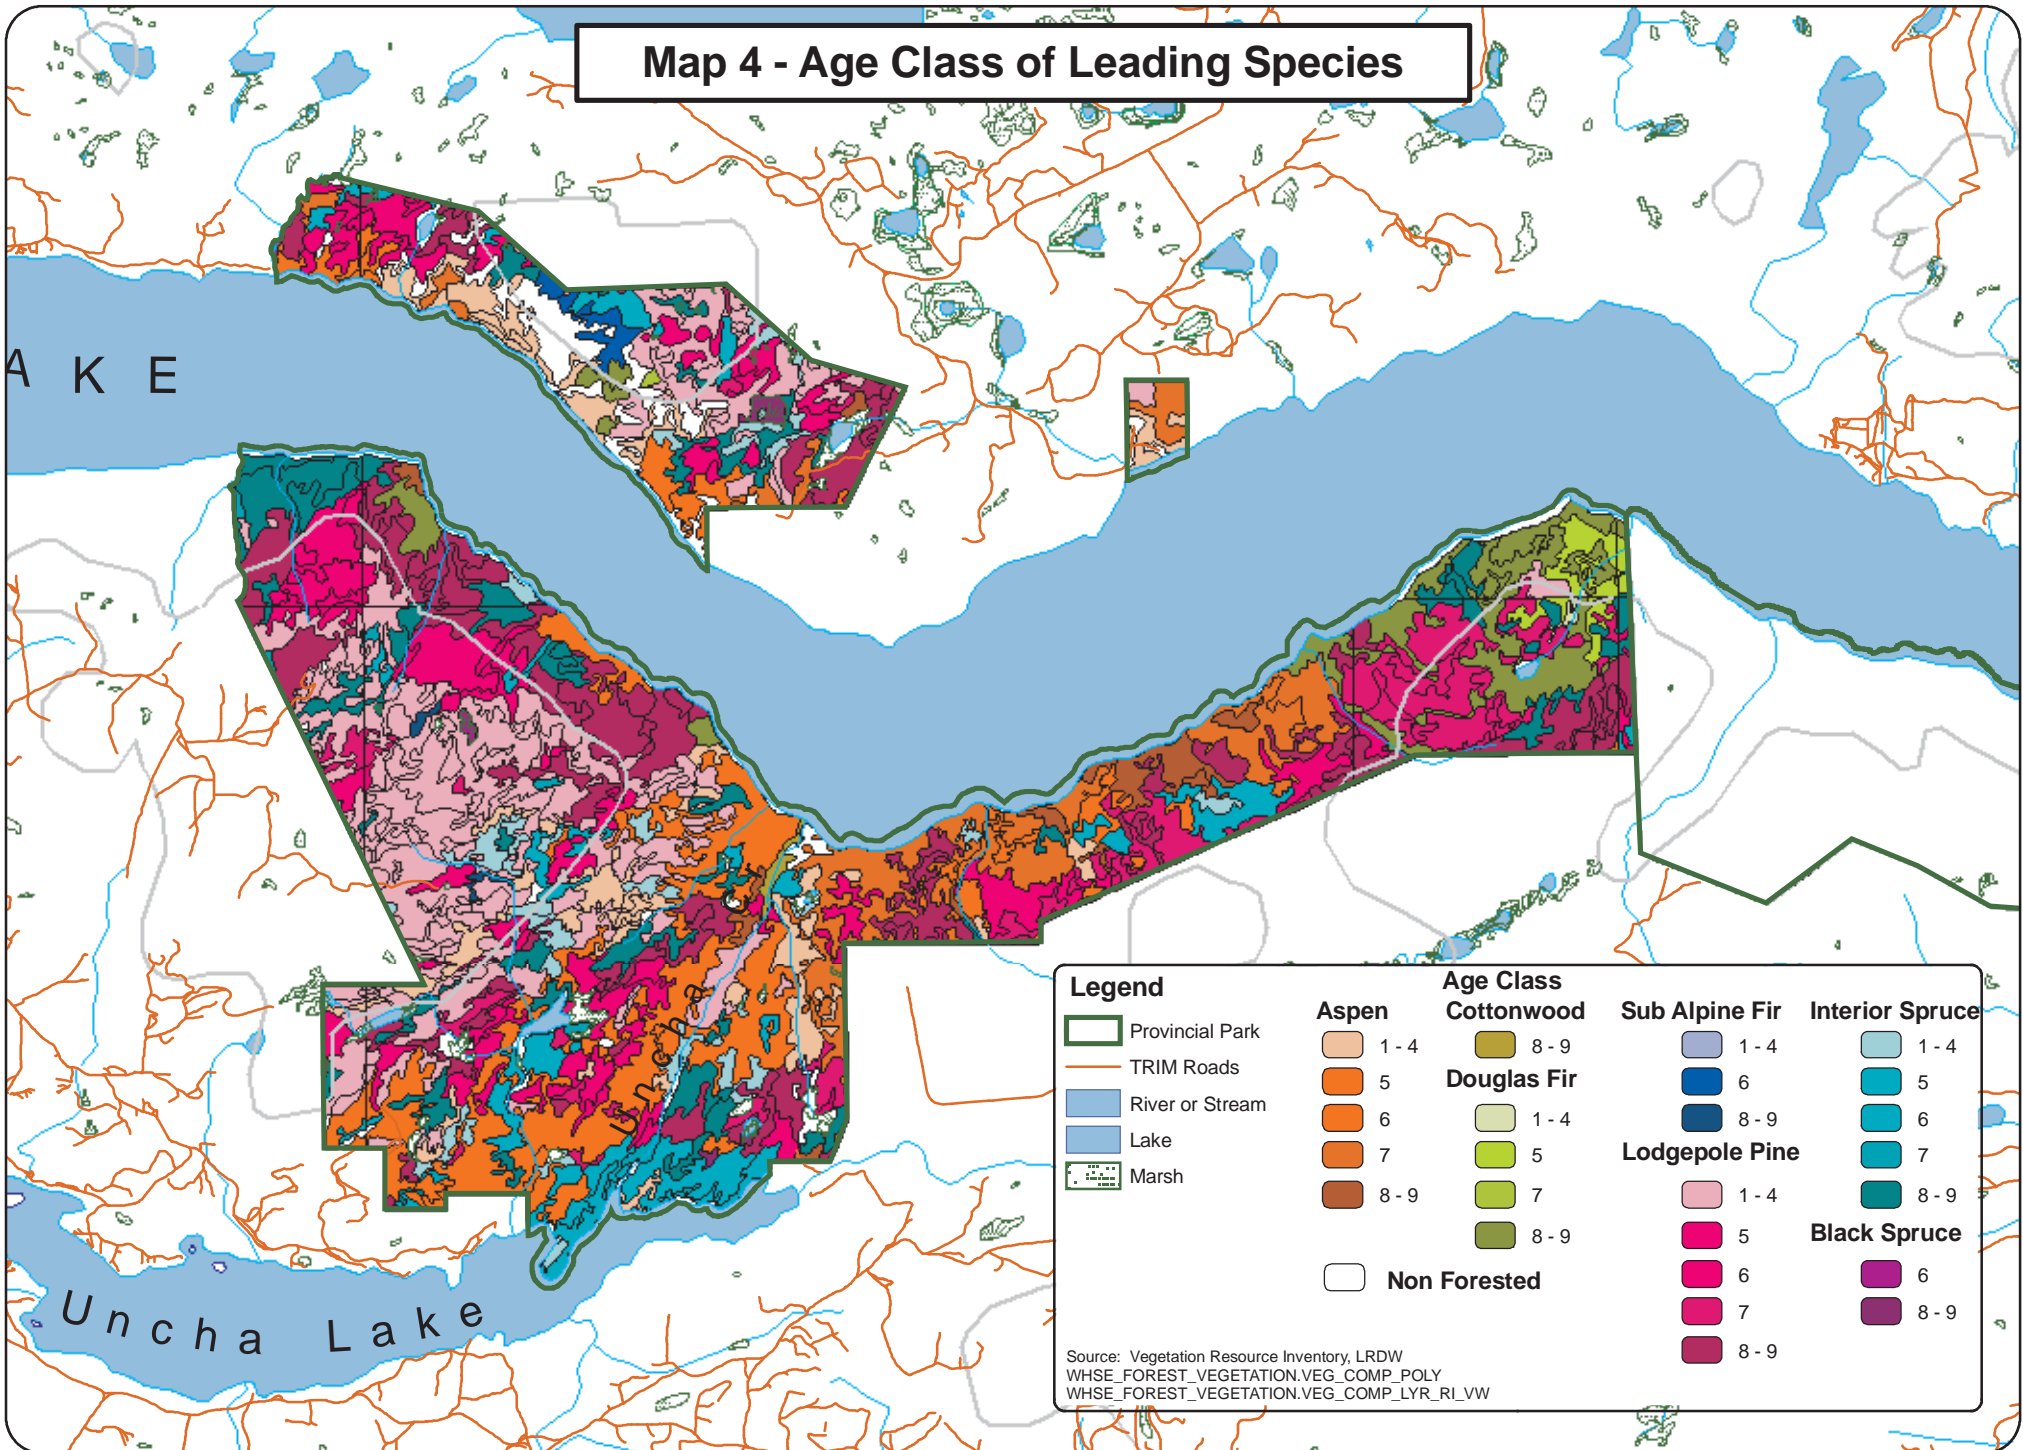 Map 4 - Age Class of Leading Species
A K E
Uncha Cr
Uncha Lake
Legend
Provincial Park
TRIM Roads
River or Stream
Lake
Marsh
Age Class
Aspen
1 - 4
5
6
7
8 - 9
Cottonwood
8 - 9
Douglas Fir
1 - 4
5
7
8 - 9
Non Forested
Sub Alpine Fir
1 - 4
6
8 - 9
Lodgepole Pine
1 - 4
5
6
7
8 - 9
Interior Spruce
1 - 4
5
6
7
8 - 9
Black Spruce
6
8 - 9
Source: Vegetation Resource Inventory, LRDW
WHSE_FOREST_VEGETATION.VEG_COMP_POLY
WHSE_FOREST_VEGETATION.VEG_COMP_LYR_RI_VW